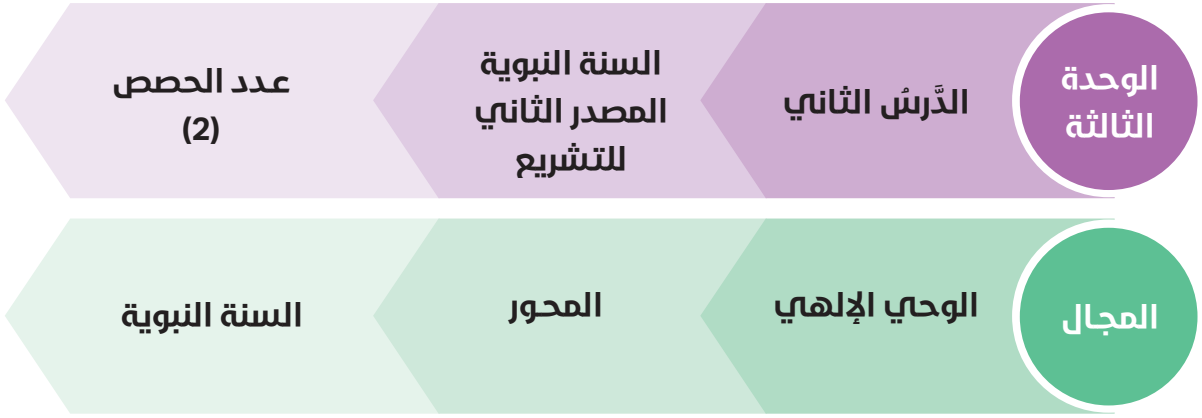 الوحدة
الثالثة
الدَّرسُ الثاني
السنة النبوية
المصدر الثاني
للتشريع
عدد الحصص
(2)
المجال
الوحي الإلهي
المحور
السنة النبوية